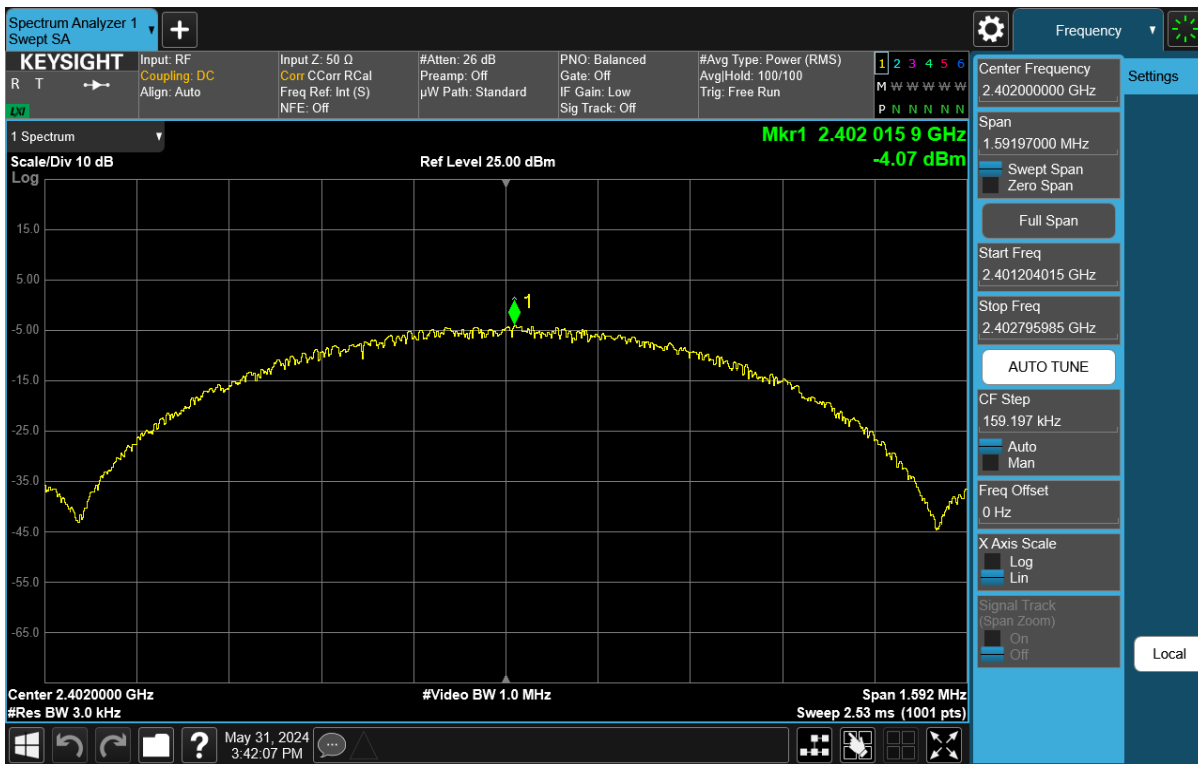 Spectrum Analyzer 1
Swept SA
+
Frequency
KEYSIGHT
R T
LXI
Input: RF
Coupling: DC
Align: Auto
Input Z: 50 Ω
Corr CCorr RCal
Freq Ref: Int (S)
NFE: Off
#Atten: 26 dB
Preamp: Off
µW Path: Standard
PNO: Balanced
Gate: Off
IF Gain: Low
Sig Track: Off
#Avg Type: Power (RMS)
Avg|Hold: 100/100
Trig: Free Run
1 2 3 4 5 6
M W W W W W
P N N N N N
1 Spectrum
Scale/Div 10 dB
Ref Level 25.00 dBm
Mkr1 2.402 015 9 GHz
-4.07 dBm
Log
15.0
5.00
-5.00
-15.0
-25.0
-35.0
-45.0
-55.0
-65.0
1
Center 2.4020000 GHz
#Video BW 1.0 MHz
Span 1.592 MHz
#Res BW 3.0 kHz
Sweep 2.53 ms (1001 pts)
Center Frequency
2.402000000 GHz
Settings
Span
1.59197000 MHz
Swept Span
Zero Span
Full Span
Start Freq
2.401204015 GHz
Stop Freq
2.402795985 GHz
AUTO TUNE
CF Step
159.197 kHz
Auto
Man
Freq Offset
0 Hz
X Axis Scale
Log
Lin
Signal Track
(Span Zoom)
On
Off
Local
?
May 31, 2024
3:42:07 PM